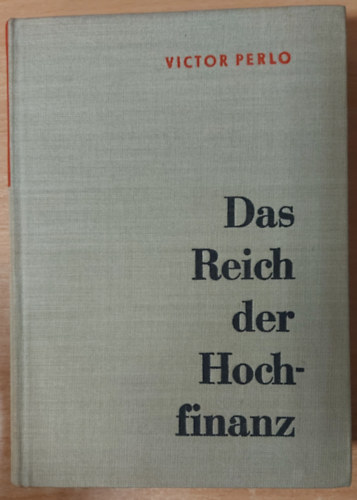 VICTOR PERLO
Das
Reich
der
Hoch-
finanz